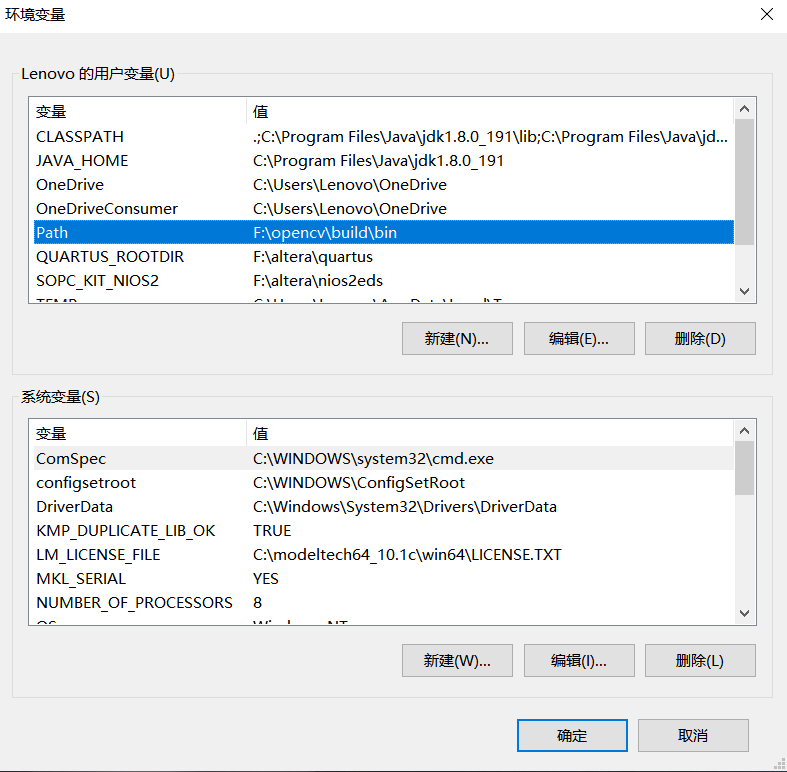 环境变量
Lenovo 的用户变量(U)
变量 值
CLASSPATH .;C:\Program Files\Java\jdk1.8.0_191\lib;C:\Program Files\Java\jd...
JAVA_HOME C:\Program Files\Java\jdk1.8.0_191
OneDrive C:\Users\Lenovo\OneDrive
OneDriveConsumer C:\Users\Lenovo\OneDrive
Path F:\opencv\build\bin
QUARTUS_ROOTDIR F:\altera\quartus
SOPC_KIT_NIOS2 F:\altera\nios2eds
新建(N)... 编辑(E)... 删除(D)
系统变量(S)
变量 值
ComSpec C:\WINDOWS\system32\cmd.exe
configsetroot C:\WINDOWS\ConfigSetRoot
DriverData C:\Windows\System32\Drivers\DriverData
KMP_DUPLICATE_LIB_OK TRUE
LM_LICENSE_FILE C:\modeltech64_10.1c\win64\LICENSE.TXT
MKL_SERIAL YES
NUMBER_OF_PROCESSORS 8
新建(W)... 编辑(I)... 删除(L)
确定 取消